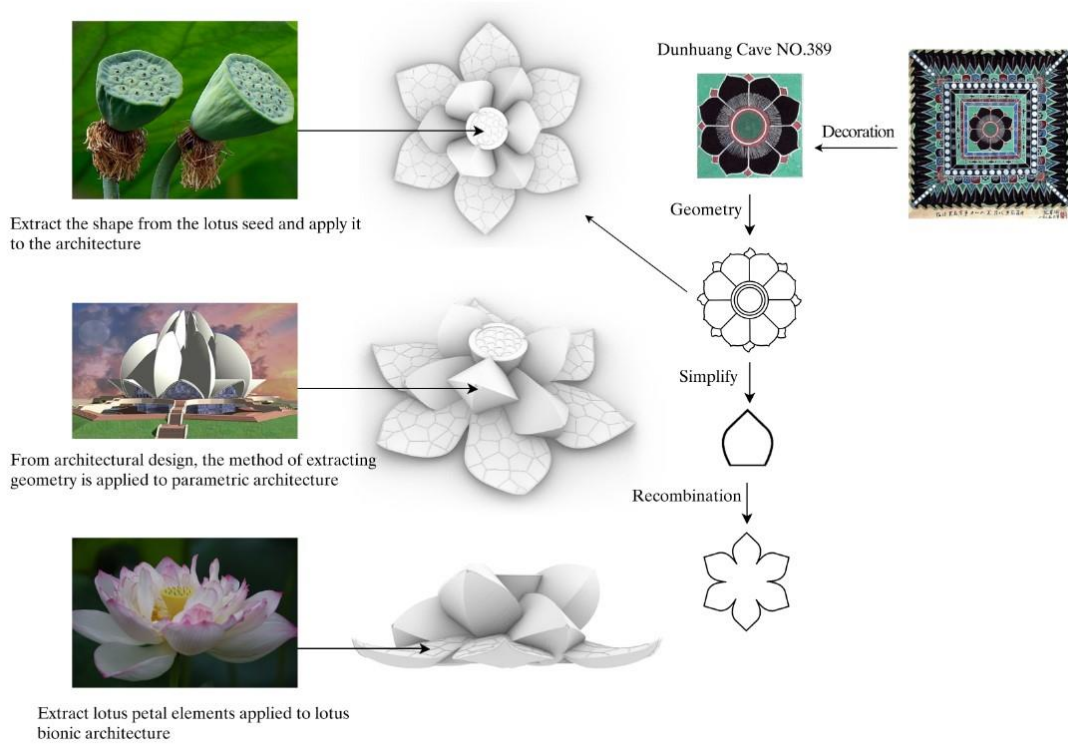 Dunhuang Cave NO.389
Decoration
Geometry
Extract the shape from the lotus seed and apply it
to the architecture
Simplify
From architectural design, the method of extracting
geometry is applied to parametric architecture
Recombination
Extract lotus petal elements applied to lotus
bionic architecture